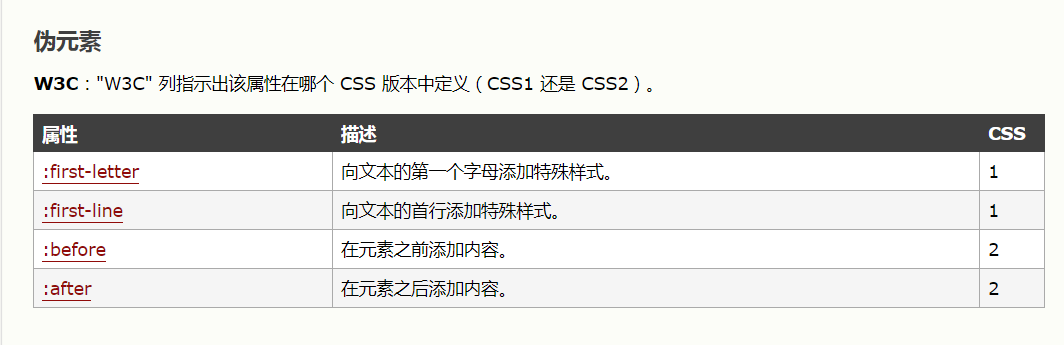 伪元素
W3C："W3C" 列指示出该属性在哪个 CSS 版本中定义（CSS1 还是 CSS2）。
属性 描述 CSS
:first-letter 向文本的第一个字母添加特殊样式。 1
:first-line 向文本的首行添加特殊样式。 1
:before 在元素之前添加内容。 2
:after 在元素之后添加内容。 2